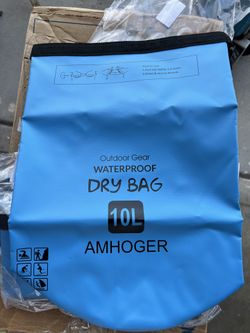 Outdoor Gear
WATERPROOF
DRY BAG
10L
AMHOGER